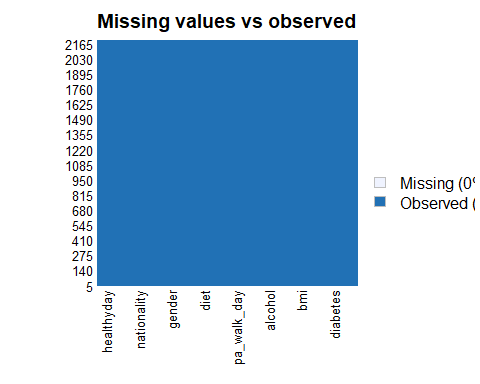 Missing values vs observed
2165
2030
1895
1760
1625
1490
1355
1220
1085
950
815
680
545
410
275
140
5
Missing (0%
Observed (
healthyday
nationality
gender
diet
pa_walk_day
alcohol
bmi
diabetes